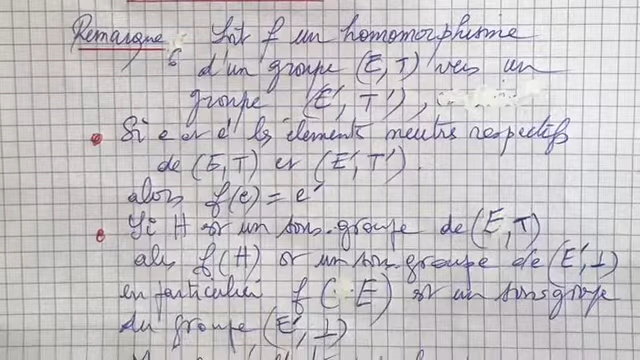 Remarque 6 Soit f un homomorphisme
d'un groupe (E, T) vers un
groupe (E', T'),
• Si e et e' les éléments neutres respectifs
de (E, T) et (E', T').
alors f(e) = e'
• Si H est un sous-groupe de (E, T)
alors f(H) est un sous-groupe de (E', ⊥)
en particulier f(E) est un sous groupe
du groupe (E', ⊥)